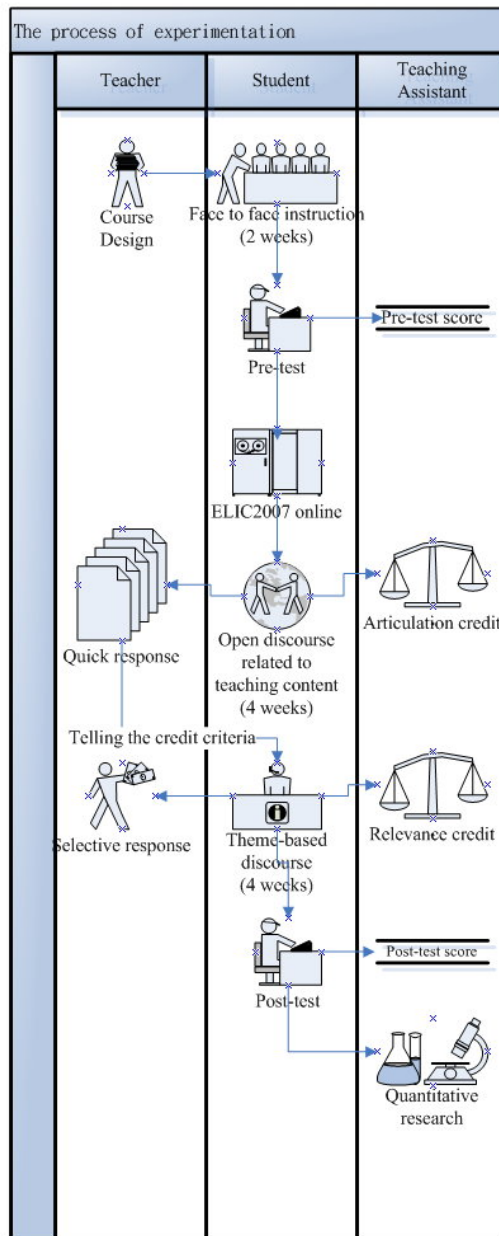 The process of experimentation
Teacher
Student
Teaching
Assistant
Course
Design
Face to face instruction
(2 weeks)
Pre-test
Pre-test score
ELIC2007 online
Quick response
Open discourse
related to
teaching content
(4 weeks)
Articulation credit
Telling the credit criteria
Selective response
Theme-based
discourse
(4 weeks)
Relevance credit
Post-test
Post-test score
Quantitative
research